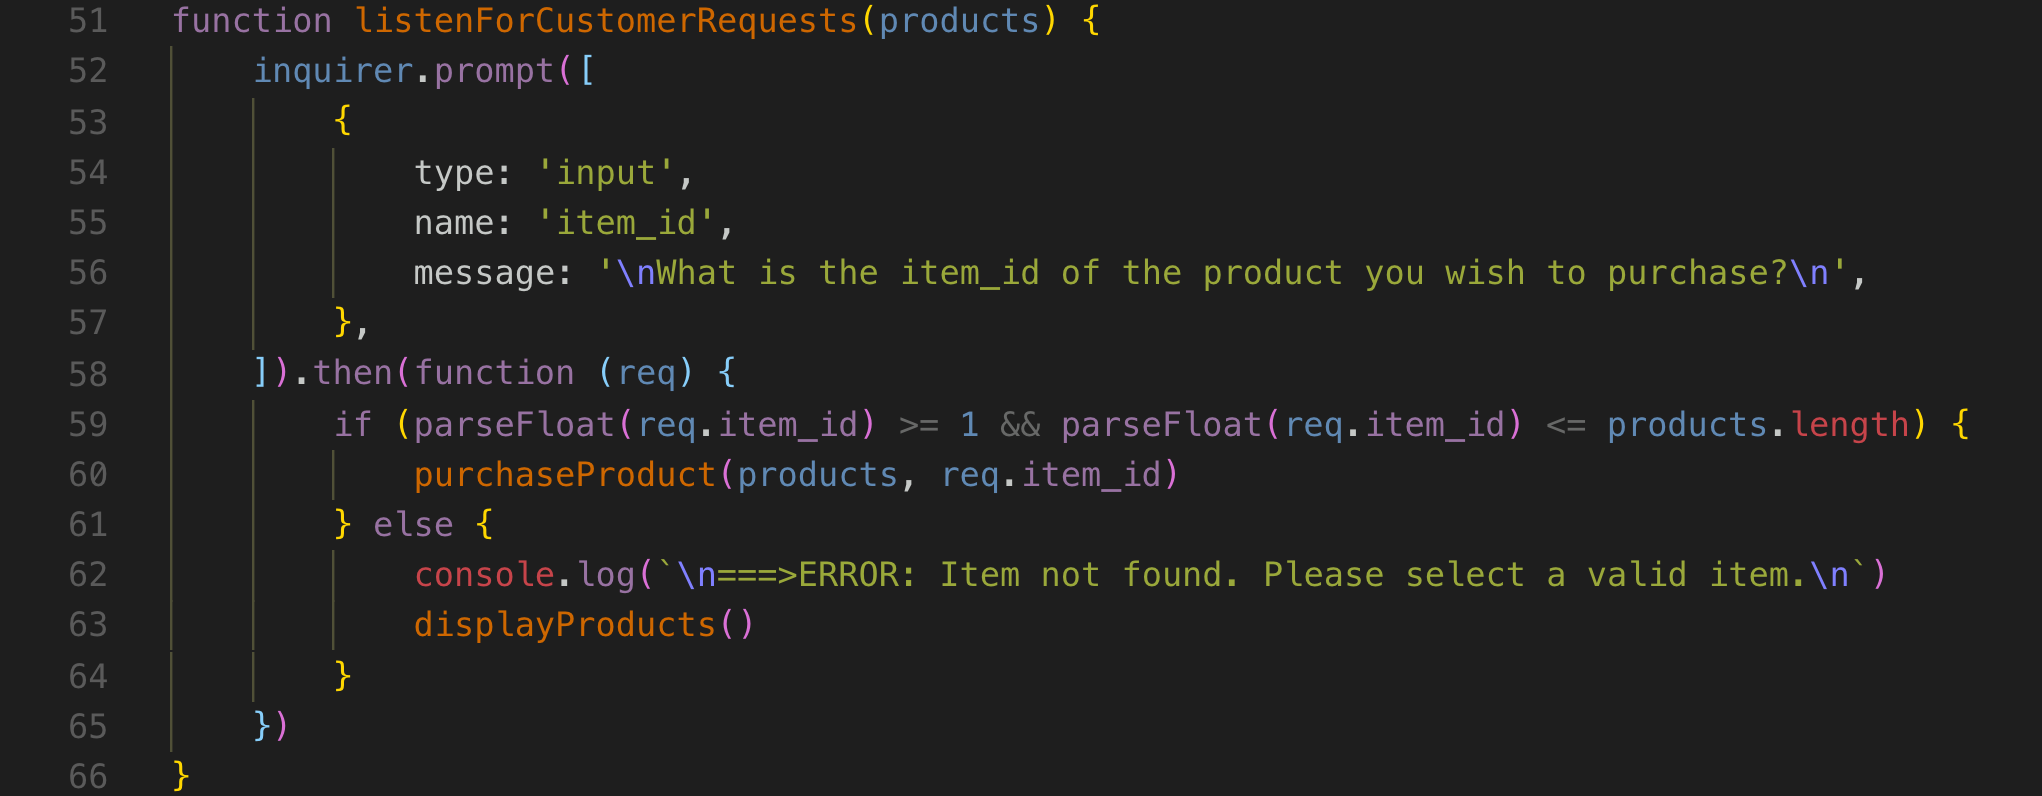 51 function listenForCustomerRequests(products) {
52 inquirer.prompt([
53 {
54 type: 'input',
55 name: 'item_id',
56 message: '\nWhat is the item_id of the product you wish to purchase?\n',
57 },
58 ]).then(function (req) {
59 if (parseFloat(req.item_id) >= 1 && parseFloat(req.item_id) <= products.length) {
60 purchaseProduct(products, req.item_id)
61 } else {
62 console.log(`\n===>ERROR: Item not found. Please select a valid item.\n`)
63 displayProducts()
64 }
65 })
66 }